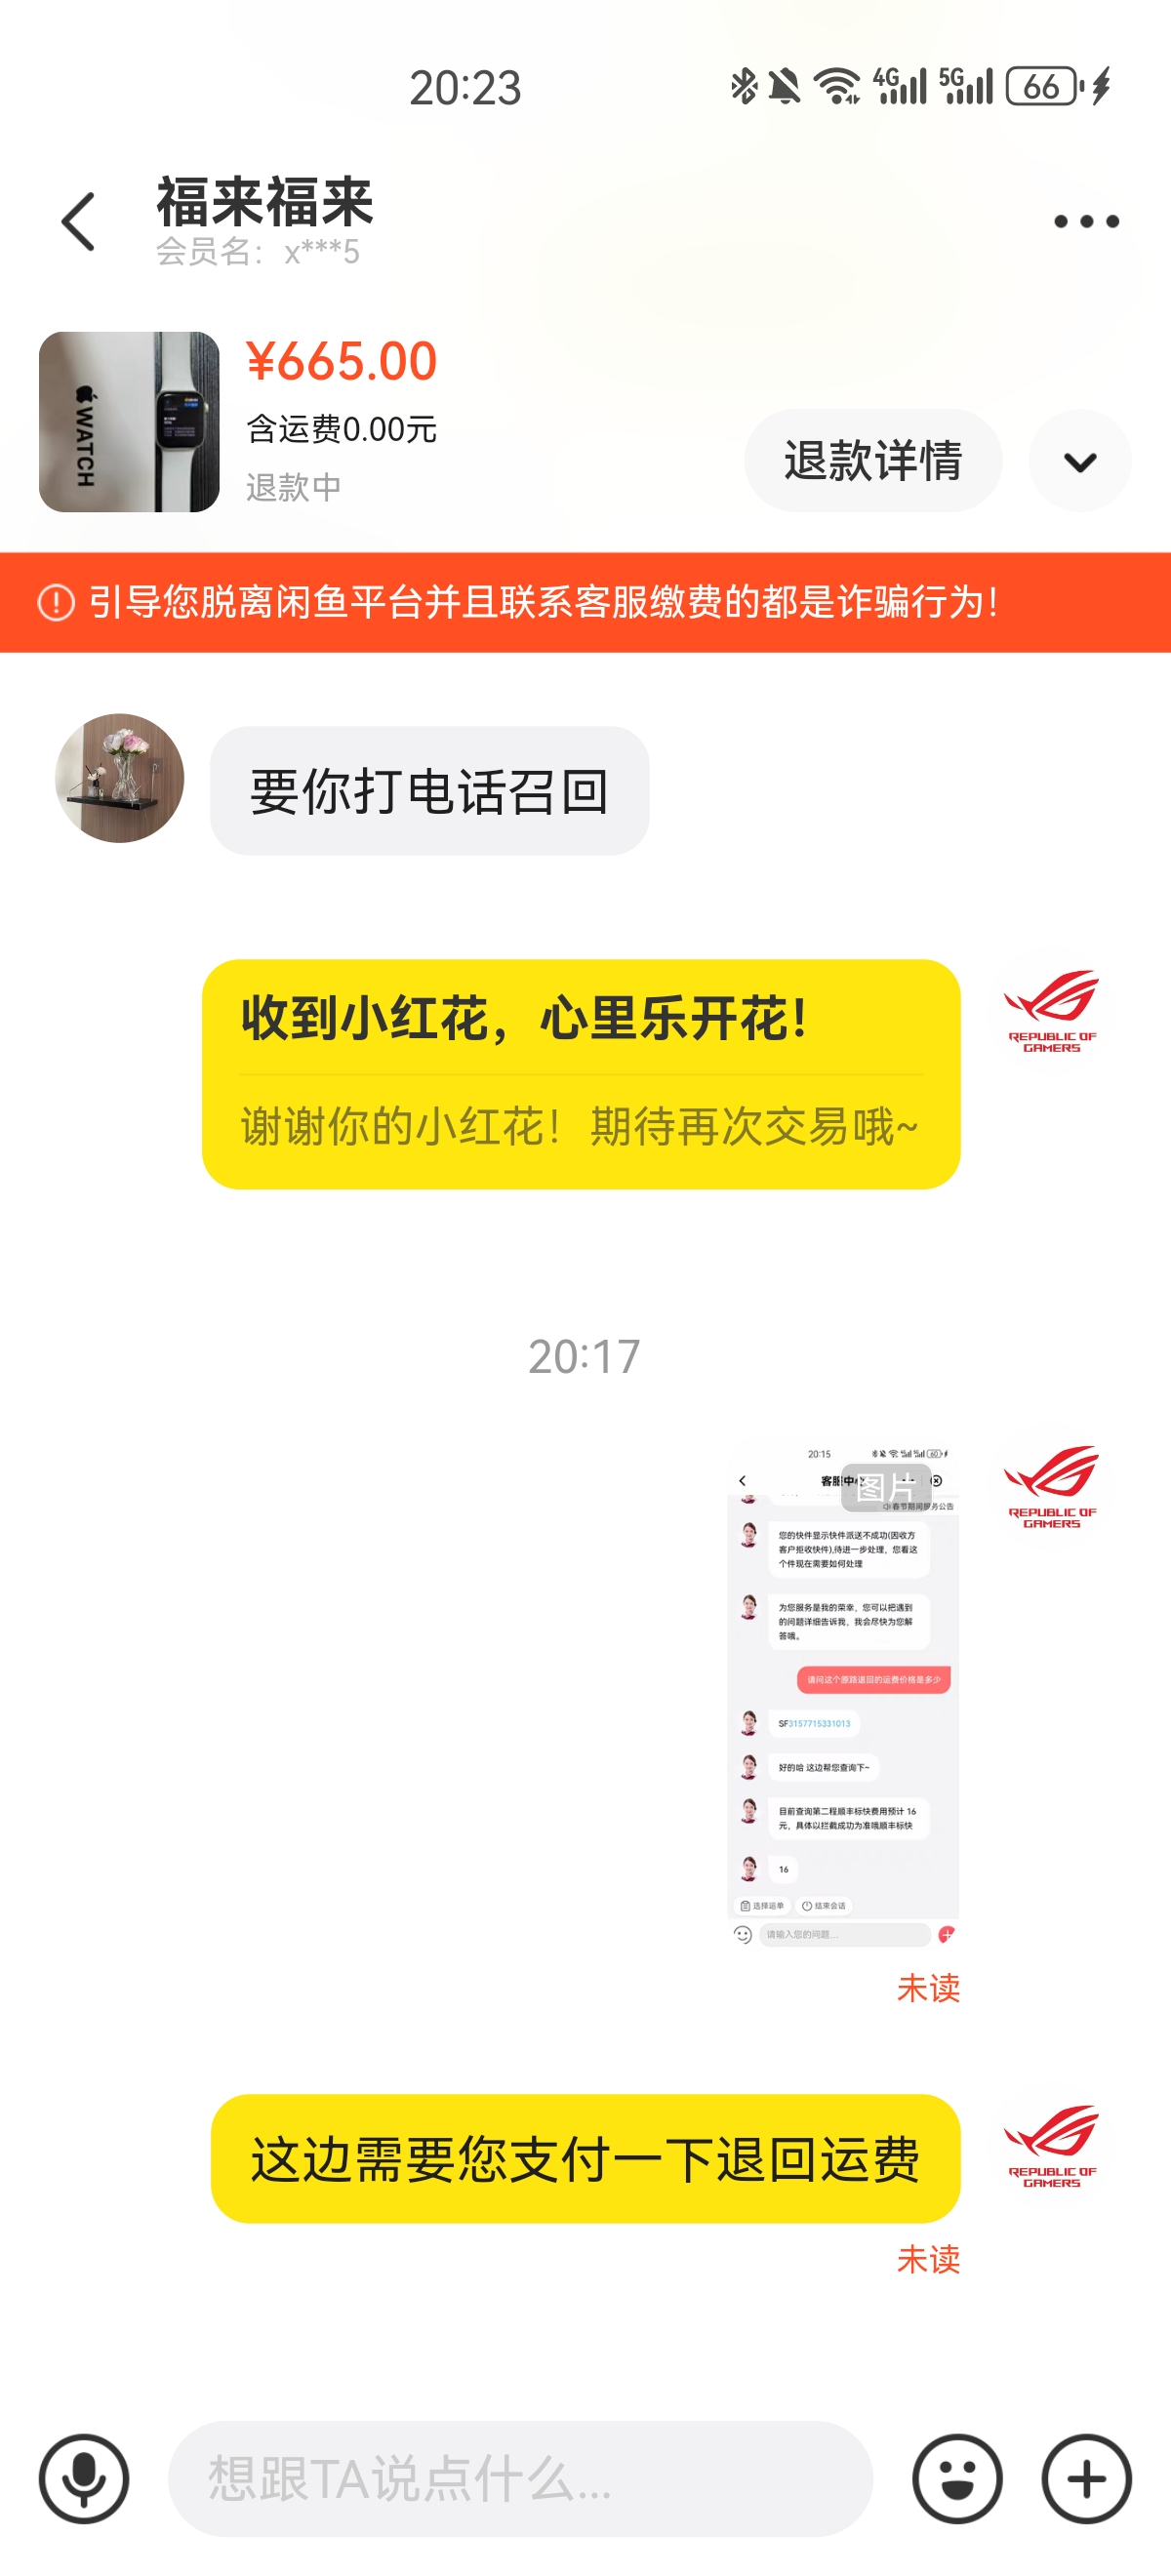 20:23
4G
5G
66
福来福来
会员名：x***5
WATCH
¥665.00
含运费0.00元
退款中
退款详情
引导您脱离闲鱼平台并且联系客服缴费的都是诈骗行为！
要你打电话召回
收到小红花，心里乐开花！
谢谢你的小红花！期待再次交易哦~
REPUBLIC OF
GAMERS
20:17
20:15
60
图片
春节期间服务公告
您的快件显示快件派送不成功(因收方
客户拒收快件),待进一步处理，您看这
个件现在需要如何处理
为您服务是我的荣幸，您可以把遇到
的问题详细告诉我，我会尽快为您解
答哦。
请问这个原路退回的运费价格是多少
SF3157715331013
好的哈 这边帮您查询下~
目前查询第二程顺丰标快费用预计 16
元，具体以拦截成功为准哦顺丰标快
16
选择运单
结束会话
请输入您的问题...
REPUBLIC OF
GAMERS
未读
这边需要您支付一下退回运费
REPUBLIC OF
GAMERS
未读
想跟TA说点什么...